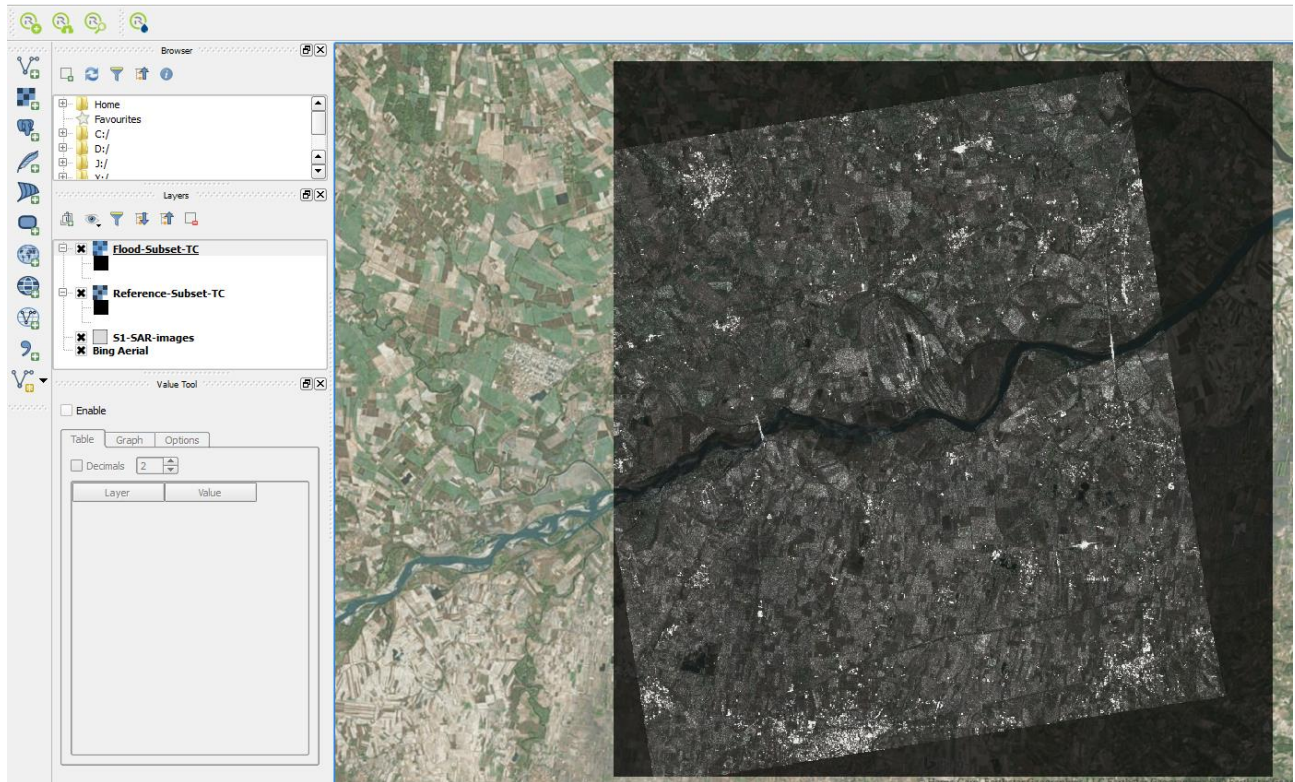 Browser
Home
Favourites
C:/
D:/
J:/
Layers
Flood-Subset-TC
Reference-Subset-TC
S1-SAR-images
Bing Aerial
Value Tool
Enable
Table Graph Options
Decimals 2
Layer Value